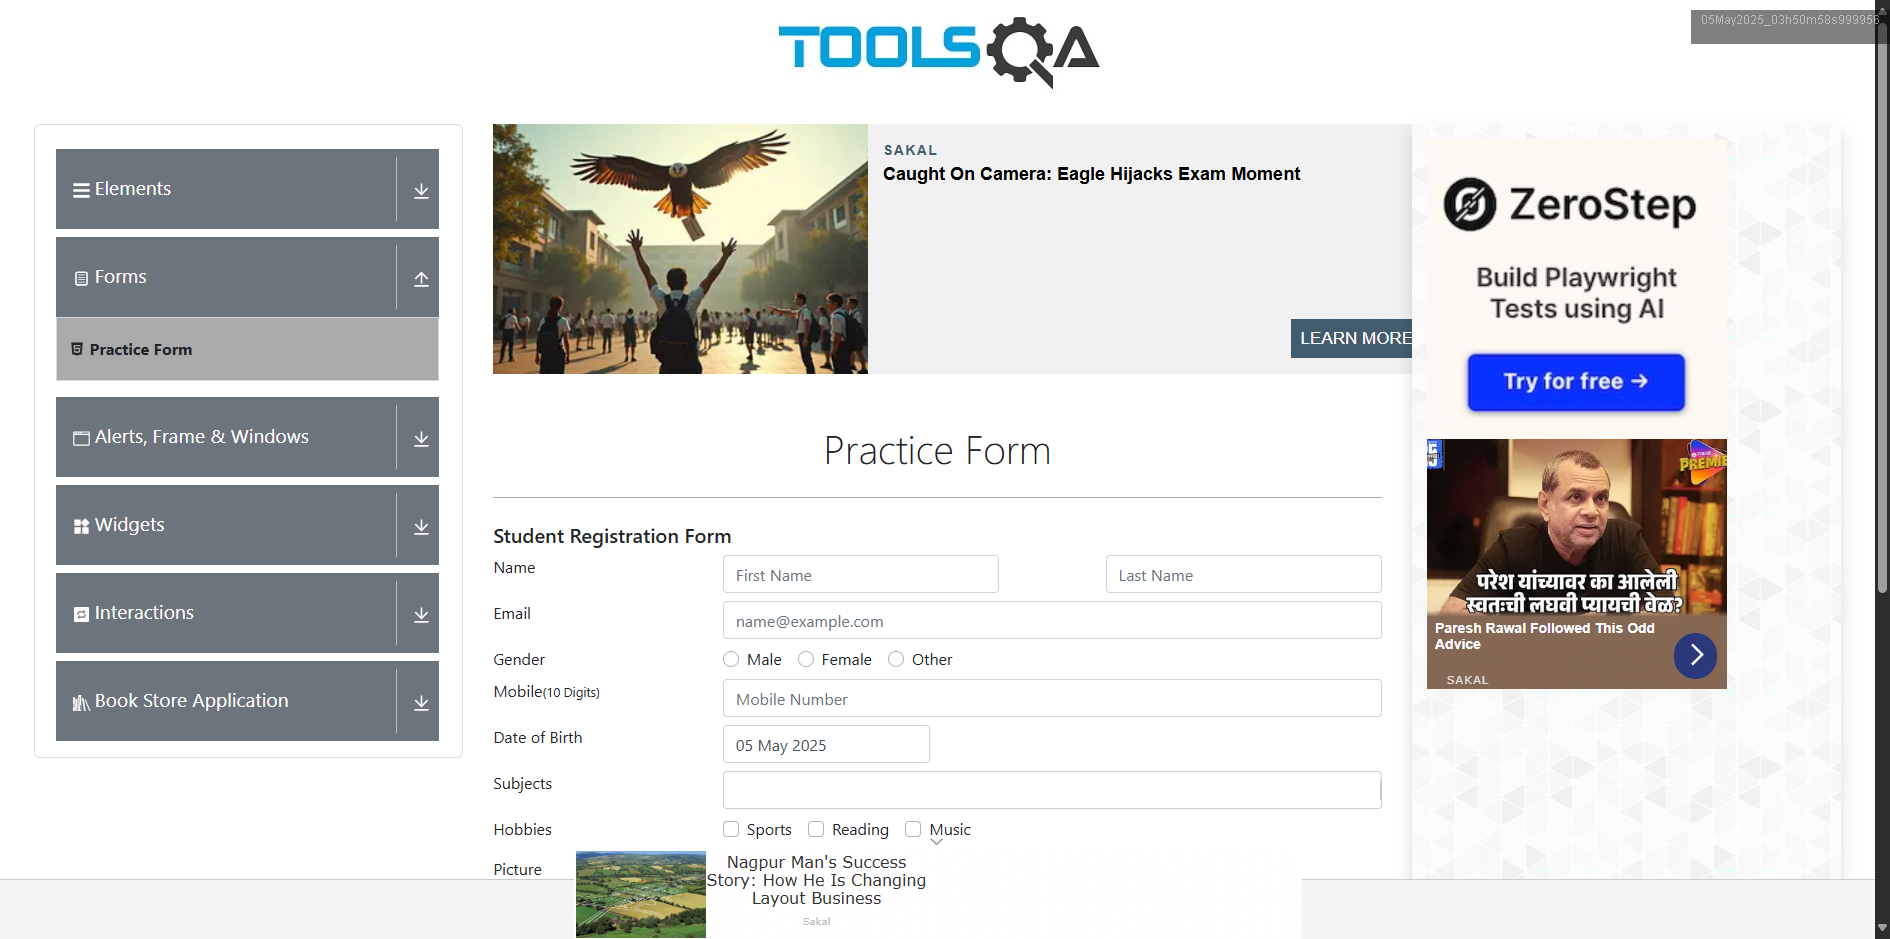 TOOLSQA
05May2025_03h50m58s999956
Elements
Forms
Practice Form
Alerts, Frame & Windows
Widgets
Interactions
Book Store Application
SAKAL
Caught On Camera: Eagle Hijacks Exam Moment
LEARN MORE
Practice Form
Student Registration Form
Name
First Name
Last Name
Email
name@example.com
Gender
Male
Female
Other
Mobile(10 Digits)
Mobile Number
Date of Birth
05 May 2025
Subjects
Hobbies
Sports
Reading
Music
Picture
Nagpur Man's Success
Story: How He Is Changing
Layout Business
Sakal
ZeroStep
Build Playwright
Tests using AI
Try for free →
PREMIE
परेश यांच्यावर का आलेली
स्वतःची लघवी प्यायची वेळ?
Paresh Rawal Followed This Odd
Advice
SAKAL